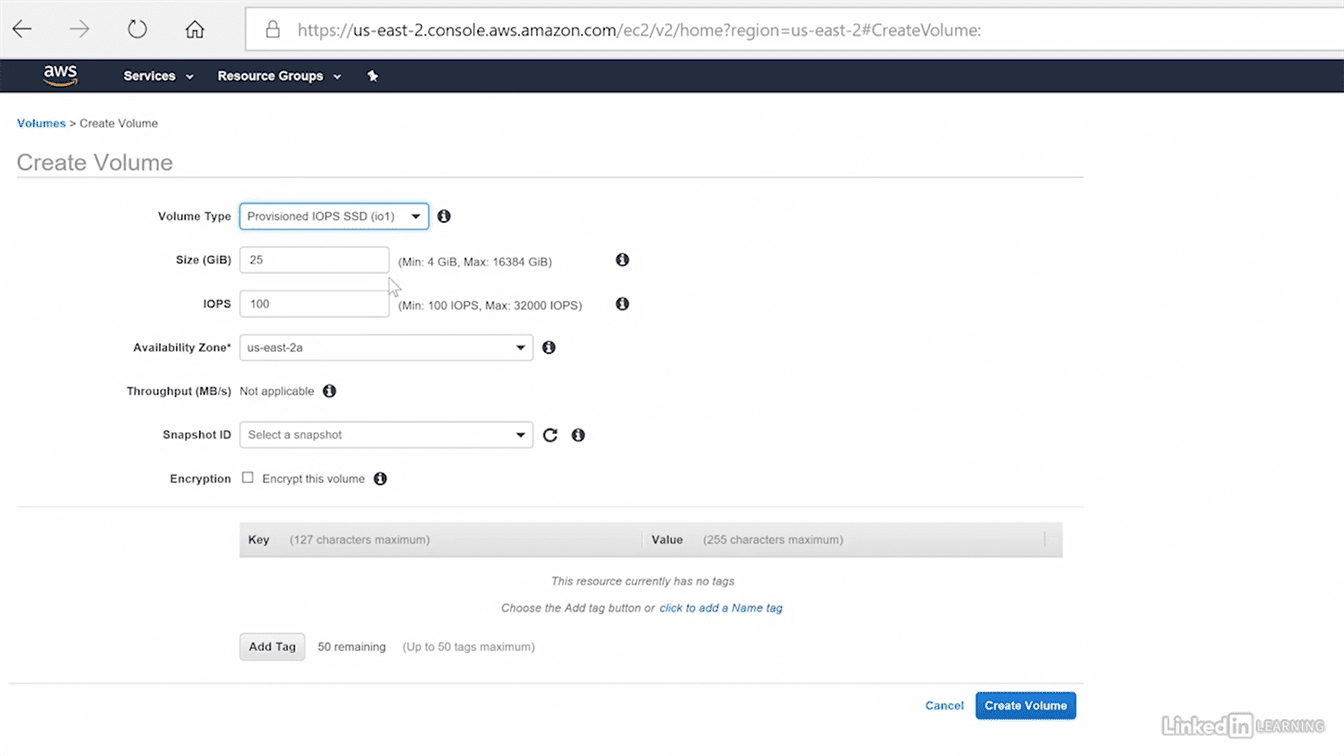 https://us-east-2.console.aws.amazon.com/ec2/v2/home?region=us-east-2#CreateVolume:
aws Services Resource Groups
Volumes > Create Volume
Create Volume
Volume Type Provisioned IOPS SSD (io1)
Size (GiB) 25 (Min: 4 GiB, Max: 16384 GiB)
IOPS 100 (Min: 100 IOPS, Max: 32000 IOPS)
Availability Zone* us-east-2a
Throughput (MB/s) Not applicable
Snapshot ID Select a snapshot
Encryption Encrypt this volume
Key (127 characters maximum) Value (255 characters maximum)
This resource currently has no tags
Choose the Add tag button or click to add a Name tag
Add Tag 50 remaining (Up to 50 tags maximum)
Cancel Create Volume
Linked in LEARNING